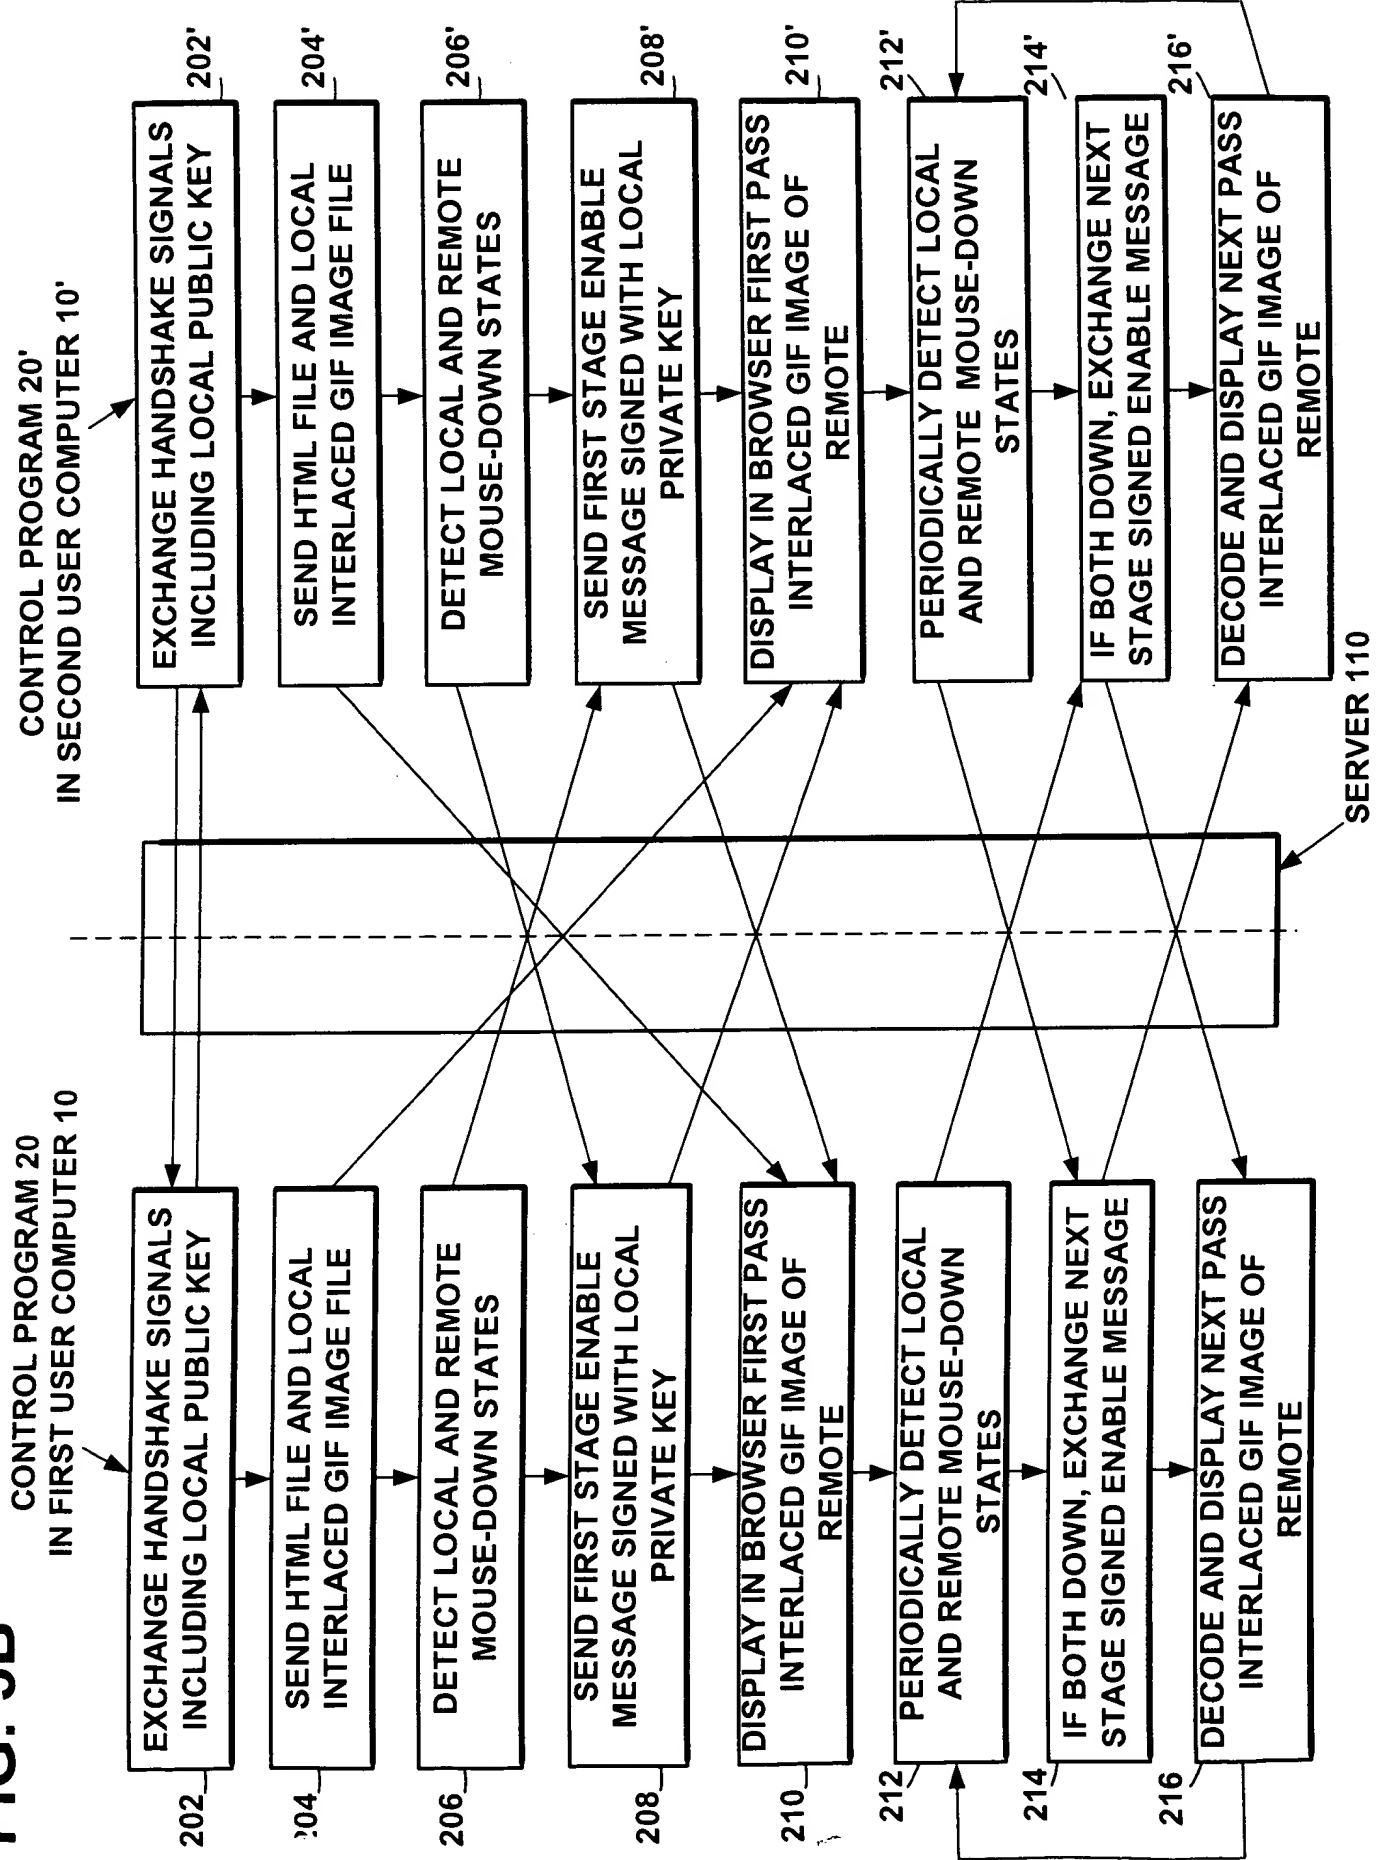 CONTROL PROGRAM 20
IN FIRST USER COMPUTER 10
202
EXCHANGE HANDSHAKE SIGNALS
INCLUDING LOCAL PUBLIC KEY
SEND HTML FILE AND LOCAL
INTERLACED GIF IMAGE FILE
206
DETECT LOCAL AND REMOTE
MOUSE-DOWN STATES
208
SEND FIRST STAGE ENABLE
MESSAGE SIGNED WITH LOCAL
PRIVATE KEY
210
DISPLAY IN BROWSER FIRST PASS
INTERLACED GIF IMAGE OF
REMOTE
212
PERIODICALLY DETECT LOCAL
AND REMOTE MOUSE-DOWN
STATES
214
IF BOTH DOWN, EXCHANGE NEXT
STAGE SIGNED ENABLE MESSAGE
216
DECODE AND DISPLAY NEXT PASS
INTERLACED GIF IMAGE OF
REMOTE
SERVER 110
CONTROL PROGRAM 20'
IN SECOND USER COMPUTER 10'
EXCHANGE HANDSHAKE SIGNALS
INCLUDING LOCAL PUBLIC KEY
202'
SEND HTML FILE AND LOCAL
INTERLACED GIF IMAGE FILE
204'
DETECT LOCAL AND REMOTE
MOUSE-DOWN STATES
206'
SEND FIRST STAGE ENABLE
MESSAGE SIGNED WITH LOCAL
PRIVATE KEY
208'
DISPLAY IN BROWSER FIRST PASS
INTERLACED GIF IMAGE OF
REMOTE
210'
PERIODICALLY DETECT LOCAL
AND REMOTE MOUSE-DOWN
STATES
212'
IF BOTH DOWN, EXCHANGE NEXT
STAGE SIGNED ENABLE MESSAGE
214'
DECODE AND DISPLAY NEXT PASS
INTERLACED GIF IMAGE OF
REMOTE
216'